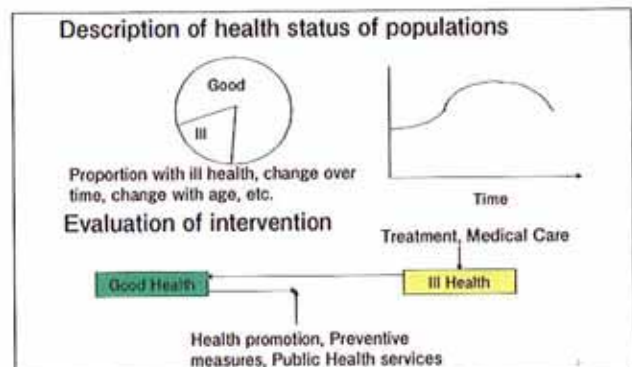 Description of health status of populations
Good
Ill
Proportion with ill health, change over
time, change with age, etc.
Time
Evaluation of intervention
Treatment, Medical Care
Good Health
Ill Health
Health promotion, Preventive
measures, Public Health services